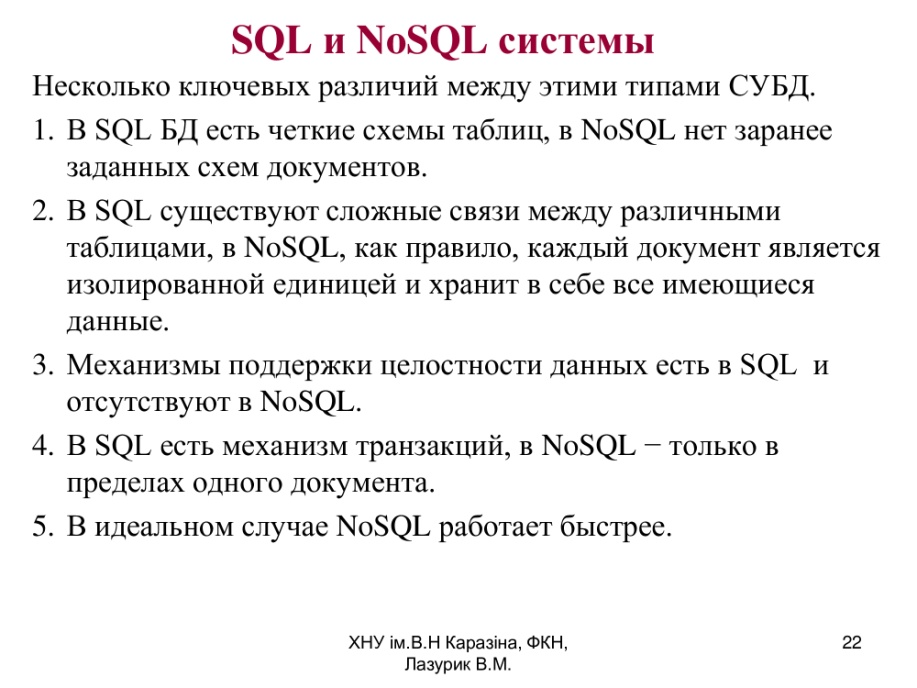 SQL и NoSQL системы
Несколько ключевых различий между этими типами СУБД.
1. В SQL БД есть четкие схемы таблиц, в NoSQL нет заранее
заданных схем документов.
2. В SQL существуют сложные связи между различными
таблицами, в NoSQL, как правило, каждый документ является
изолированной единицей и хранит в себе все имеющиеся
данные.
3. Механизмы поддержки целостности данных есть в SQL  и
отсутствуют в NoSQL.
4. В SQL есть механизм транзакций, в NoSQL − только в
пределах одного документа.
5. В идеальном случае NoSQL работает быстрее.
ХНУ ім.В.Н Каразіна, ФКН,
Лазурик В.М.
22